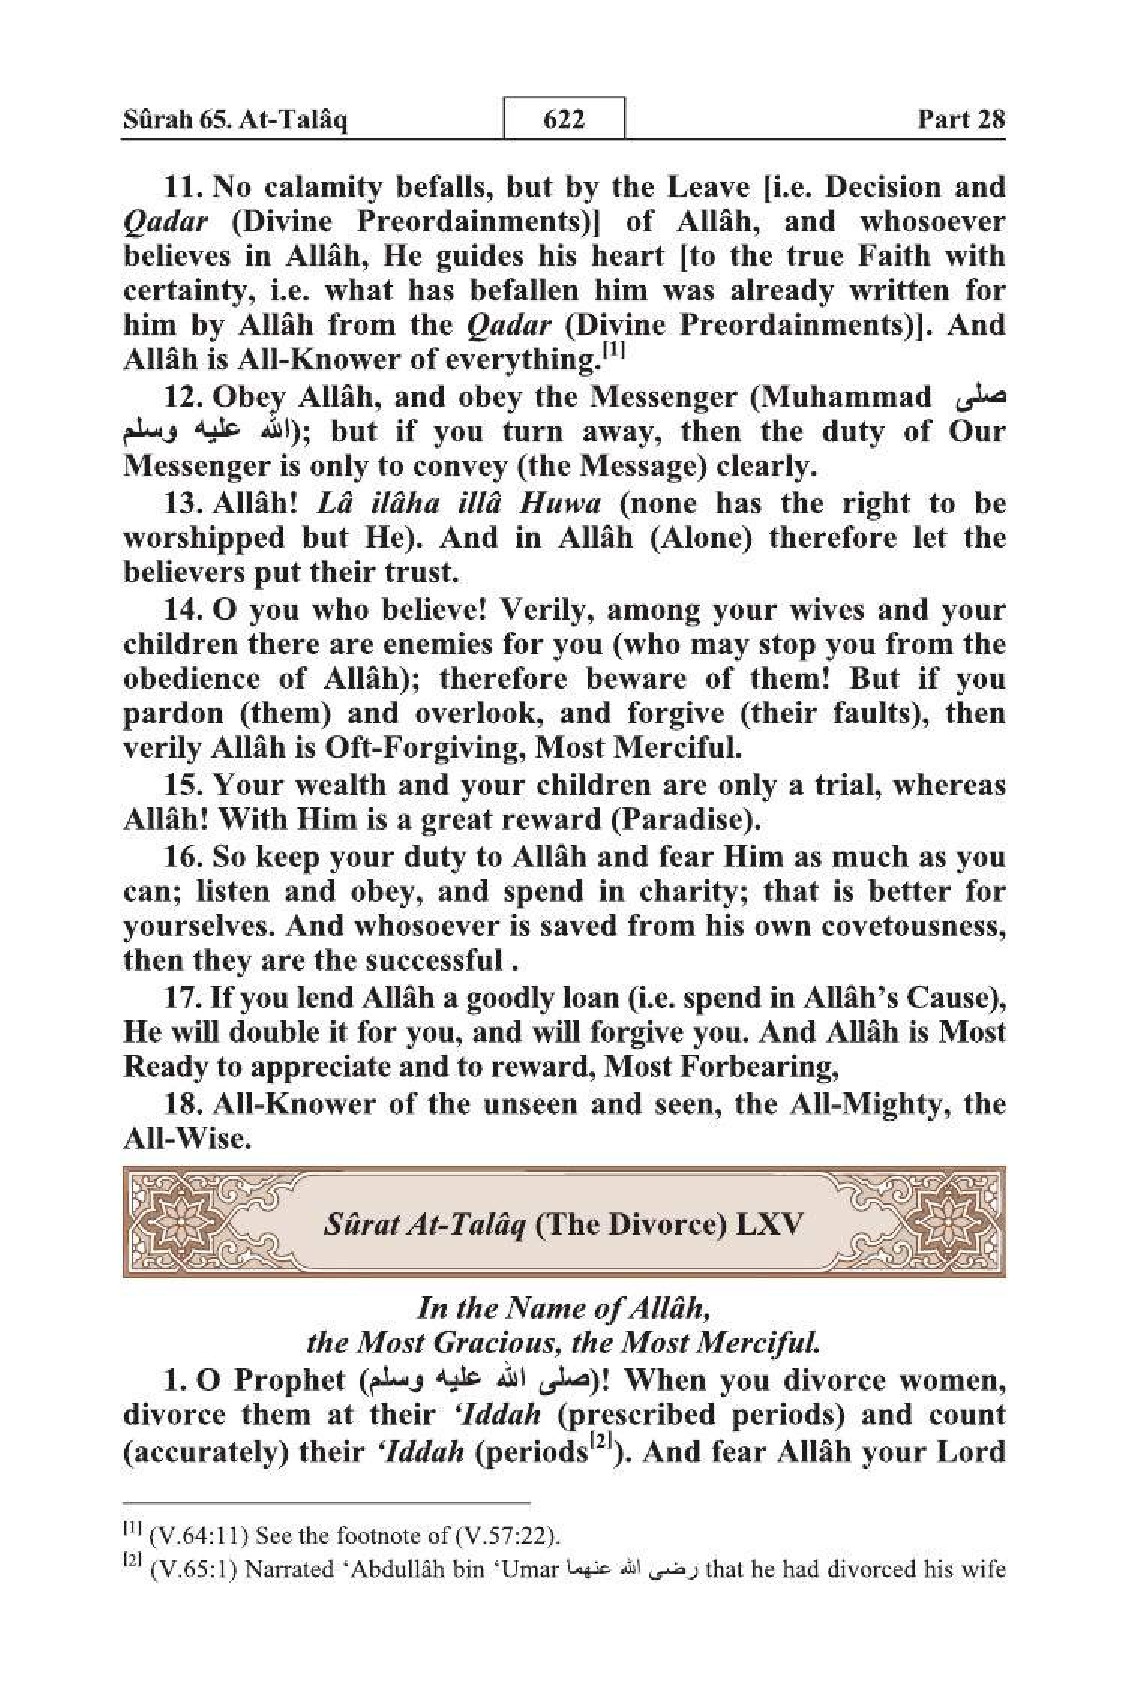 Sûrah 65. At-Talâq 622 Part 28
11. No calamity befalls, but by the Leave [i.e. Decision and
Qadar (Divine Preordainments)] of Allâh, and whosoever
believes in Allâh, He guides his heart [to the true Faith with
certainty, i.e. what has befallen him was already written for
him by Allâh from the Qadar (Divine Preordainments)]. And
Allâh is All-Knower of everything.[1]
12. Obey Allâh, and obey the Messenger (Muhammad صلى
الله عليه وسلم); but if you turn away, then the duty of Our
Messenger is only to convey (the Message) clearly.
13. Allâh! Lâ ilâha illâ Huwa (none has the right to be
worshipped but He). And in Allâh (Alone) therefore let the
believers put their trust.
14. O you who believe! Verily, among your wives and your
children there are enemies for you (who may stop you from the
obedience of Allâh); therefore beware of them! But if you
pardon (them) and overlook, and forgive (their faults), then
verily Allâh is Oft-Forgiving, Most Merciful.
15. Your wealth and your children are only a trial, whereas
Allâh! With Him is a great reward (Paradise).
16. So keep your duty to Allâh and fear Him as much as you
can; listen and obey, and spend in charity; that is better for
yourselves. And whosoever is saved from his own covetousness,
then they are the successful .
17. If you lend Allâh a goodly loan (i.e. spend in Allâh’s Cause),
He will double it for you, and will forgive you. And Allâh is Most
Ready to appreciate and to reward, Most Forbearing,
18. All-Knower of the unseen and seen, the All-Mighty, the
All-Wise.
Sûrat At-Talâq (The Divorce) LXV
In the Name of Allâh,
the Most Gracious, the Most Merciful.
1. O Prophet (صلى الله عليه وسلم)! When you divorce women,
divorce them at their ‘Iddah (prescribed periods) and count
(accurately) their ‘Iddah (periods[2]). And fear Allâh your Lord
[1] (V.64:11) See the footnote of (V.57:22).
[2] (V.65:1) Narrated ‘Abdullâh bin ‘Umar رضى الله عنهما that he had divorced his wife